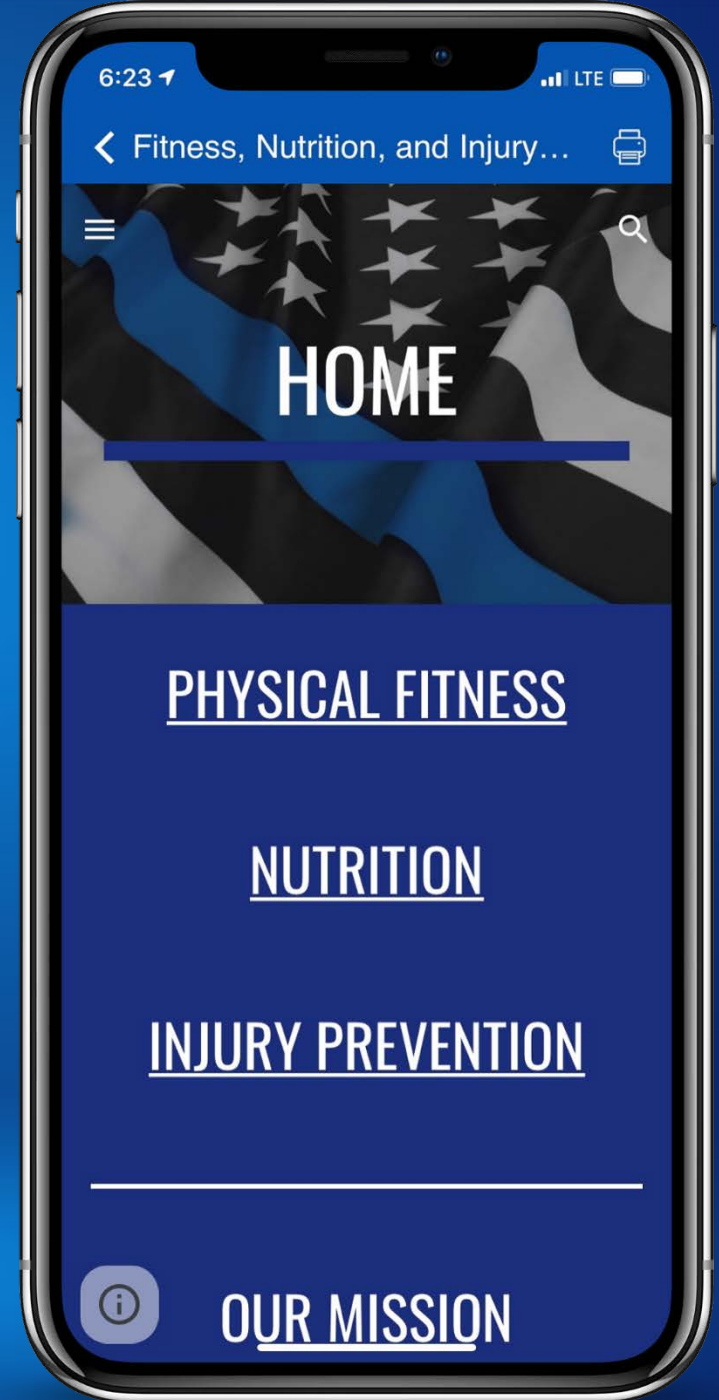 6:23 LTE
Fitness, Nutrition, and Injury...
HOME
PHYSICAL FITNESS
NUTRITION
INJURY PREVENTION
OUR MISSION